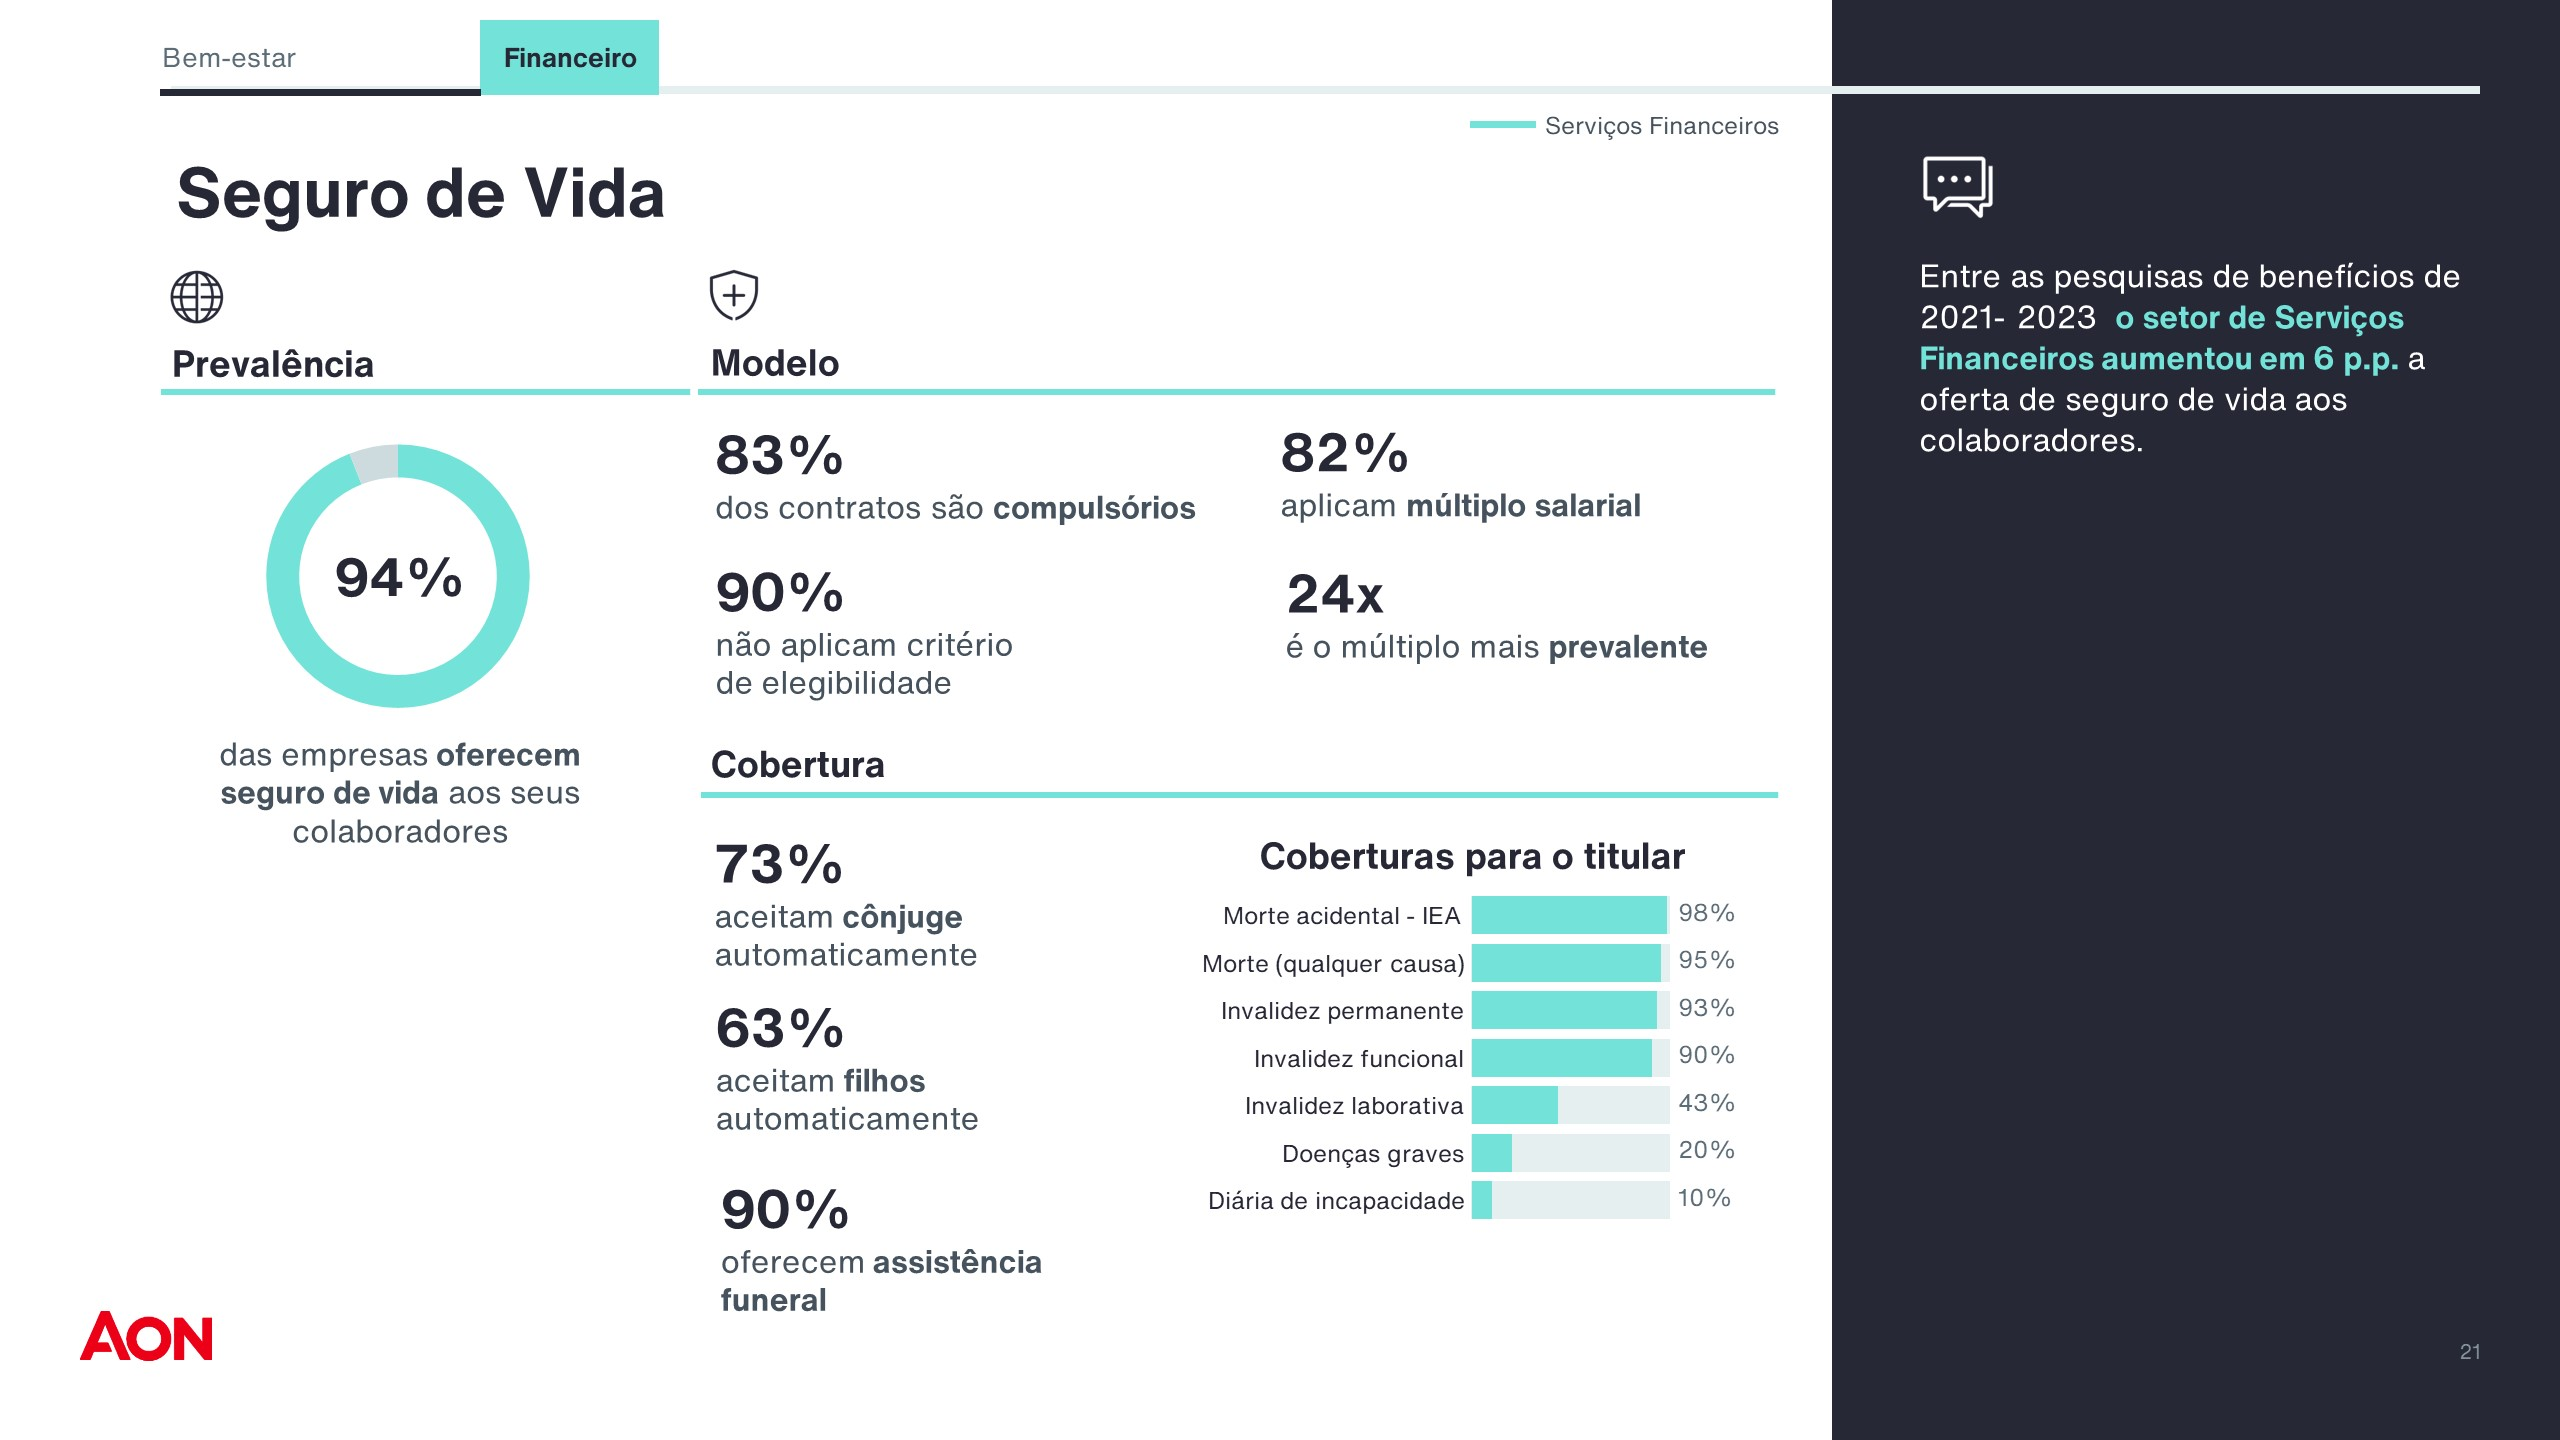 Bem-estar
Financeiro
Serviços Financeiros
Seguro de Vida
Prevalência
94%
das empresas oferecem
seguro de vida aos seus
colaboradores
Modelo
83%
dos contratos são compulsórios
82%
aplicam múltiplo salarial
90%
não aplicam critério
de elegibilidade
24x
é o múltiplo mais prevalente
Cobertura
73%
aceitam cônjuge
automaticamente
63%
aceitam filhos
automaticamente
90%
oferecem assistência
funeral
Coberturas para o titular
Morte acidental - IEA 98%
Morte (qualquer causa) 95%
Invalidez permanente 93%
Invalidez funcional 90%
Invalidez laborativa 43%
Doenças graves 20%
Diária de incapacidade 10%
Entre as pesquisas de benefícios de
2021- 2023 o setor de Serviços
Financeiros aumentou em 6 p.p. a
oferta de seguro de vida aos
colaboradores.
AON
21